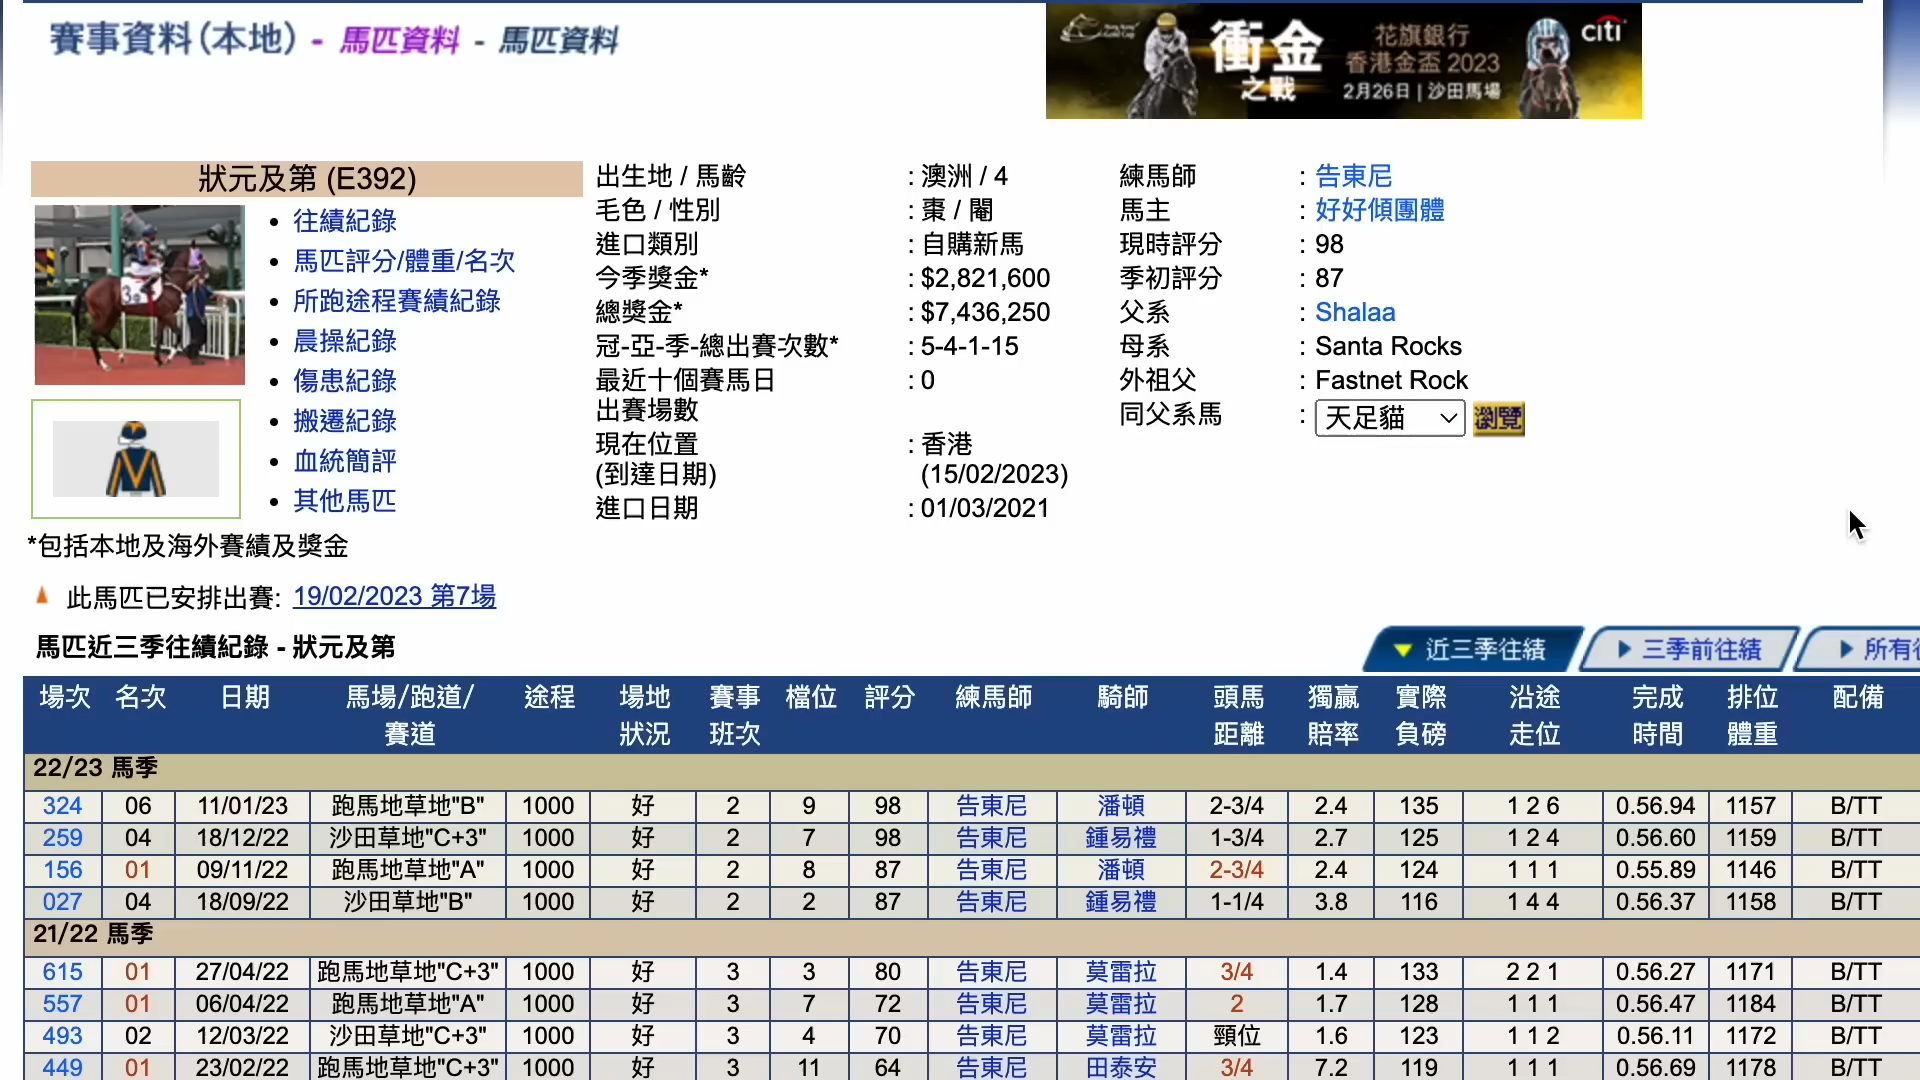 賽事資料(本地) - 馬匹資料 - 馬匹資料
衝金
之戰
花旗銀行
香港金盃 2023
2月26日 | 沙田馬場
citi
狀元及第 (E392)
往績紀錄
馬匹評分/體重/名次
所跑途程賽績紀錄
晨操紀錄
傷患紀錄
搬遷紀錄
血統簡評
其他馬匹
出生地 / 馬齡 : 澳洲 / 4
毛色 / 性別 : 棗 / 閹
進口類別 : 自購新馬
今季獎金* : $2,821,600
總獎金* : $7,436,250
冠-亞-季-總出賽次數* : 5-4-1-15
最近十個賽馬日 : 0
出賽場數
現在位置 : 香港
(到達日期) (15/02/2023)
進口日期 : 01/03/2021
練馬師 : 告東尼
馬主 : 好好傾團體
現時評分 : 98
季初評分 : 87
父系 : Shalaa
母系 : Santa Rocks
外祖父 : Fastnet Rock
同父系馬 : 天足貓 瀏覽
*包括本地及海外賽績及獎金
此馬匹已安排出賽: 19/02/2023 第7場
馬匹近三季往績紀錄 - 狀元及第
近三季往績 三季前往績 所有
場次 名次 日期 馬場/跑道/ 途程 場地 賽事 檔位 評分 練馬師 騎師 頭馬 獨贏 實際 沿途 完成 排位 配備
賽道 狀況 班次 距離 賠率 負磅 走位 時間 體重
22/23 馬季
324 06 11/01/23 跑馬地草地"B" 1000 好 2 9 98 告東尼 潘頓 2-3/4 2.4 135 1 2 6 0.56.94 1157 B/TT
259 04 18/12/22 沙田草地"C+3" 1000 好 2 7 98 告東尼 鍾易禮 1-3/4 2.7 125 1 2 4 0.56.60 1159 B/TT
156 01 09/11/22 跑馬地草地"A" 1000 好 2 8 87 告東尼 潘頓 2-3/4 2.4 124 1 1 1 0.55.89 1146 B/TT
027 04 18/09/22 沙田草地"B" 1000 好 2 2 87 告東尼 鍾易禮 1-1/4 3.8 116 1 4 4 0.56.37 1158 B/TT
21/22 馬季
615 01 27/04/22 跑馬地草地"C+3" 1000 好 3 3 80 告東尼 莫雷拉 3/4 1.4 133 2 2 1 0.56.27 1171 B/TT
557 01 06/04/22 跑馬地草地"A" 1000 好 3 7 72 告東尼 莫雷拉 2 1.7 128 1 1 1 0.56.47 1184 B/TT
493 02 12/03/22 沙田草地"C+3" 1000 好 3 4 70 告東尼 莫雷拉 頸位 1.6 123 1 1 2 0.56.11 1172 B/TT
449 01 23/02/22 跑馬地草地"C+3" 1000 好 3 11 64 告東尼 田泰安 3/4 7.2 119 1 1 1 0.56.69 1178 B/TT